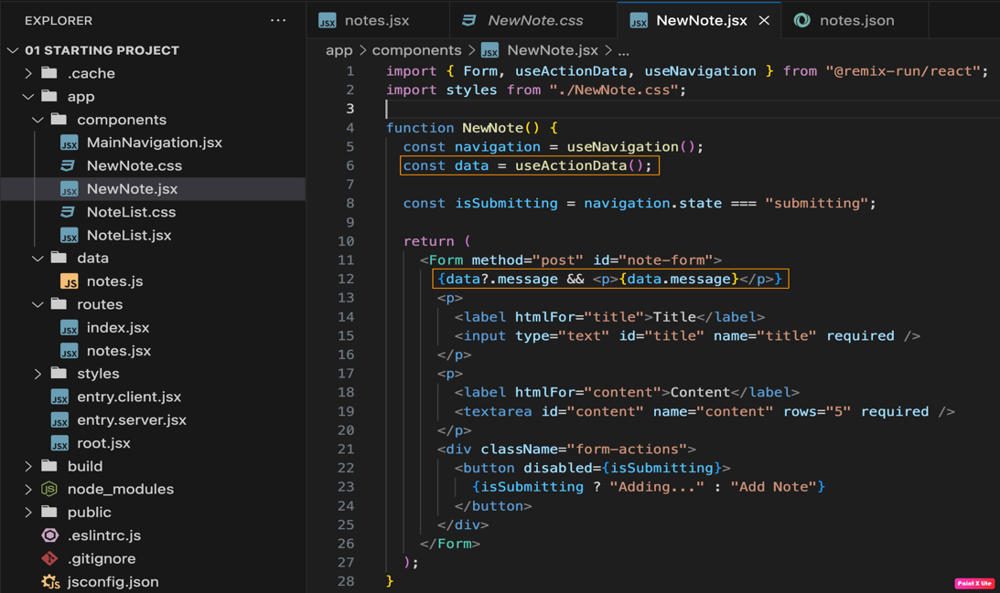 EXPLORER ...
01 STARTING PROJECT
.cache
app
components
MainNavigation.jsx
NewNote.css
NewNote.jsx
NoteList.css
NoteList.jsx
data
notes.js
routes
index.jsx
notes.jsx
styles
entry.client.jsx
entry.server.jsx
root.jsx
build
node_modules
public
.eslintrc.js
.gitignore
jsconfig.json
notes.jsx NewNote.css NewNote.jsx notes.json
app > components > NewNote.jsx > ...
1 import { Form, useActionData, useNavigation } from "@remix-run/react";
2 import styles from "./NewNote.css";
3
4 function NewNote() {
5 const navigation = useNavigation();
6 const data = useActionData();
7
8 const isSubmitting = navigation.state === "submitting";
9
10 return (
11 <Form method="post" id="note-form">
12 {data?.message && <p>{data.message}</p>}
13 <p>
14 <label htmlFor="title">Title</label>
15 <input type="text" id="title" name="title" required />
16 </p>
17 <p>
18 <label htmlFor="content">Content</label>
19 <textarea id="content" name="content" rows="5" required />
20 </p>
21 <div className="form-actions">
22 <button disabled={isSubmitting}>
23 {isSubmitting ? "Adding..." : "Add Note"}
24 </button>
25 </div>
26 </Form>
27 );
28 }
Paint X lite